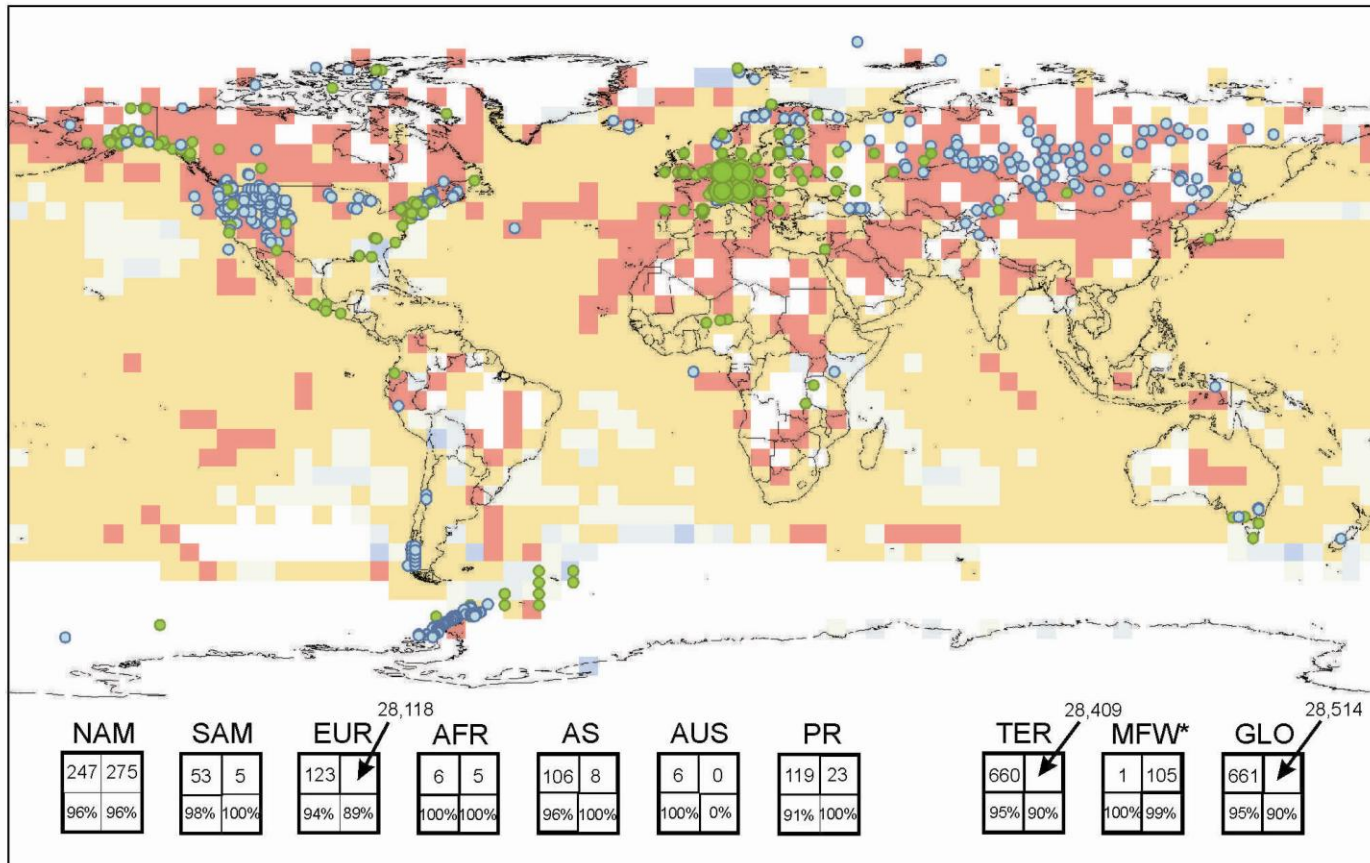 28,118
28,409
28,514
NAM SAM EUR AFR AS AUS PR TER MFW* GLO
247 275 53 5 123 6 5 106 8 6 0 119 23 660 1 105 661
96% 96% 98% 100% 94% 89% 100% 100% 96% 100% 100% 0% 91% 100% 95% 90% 100% 99% 95% 90%